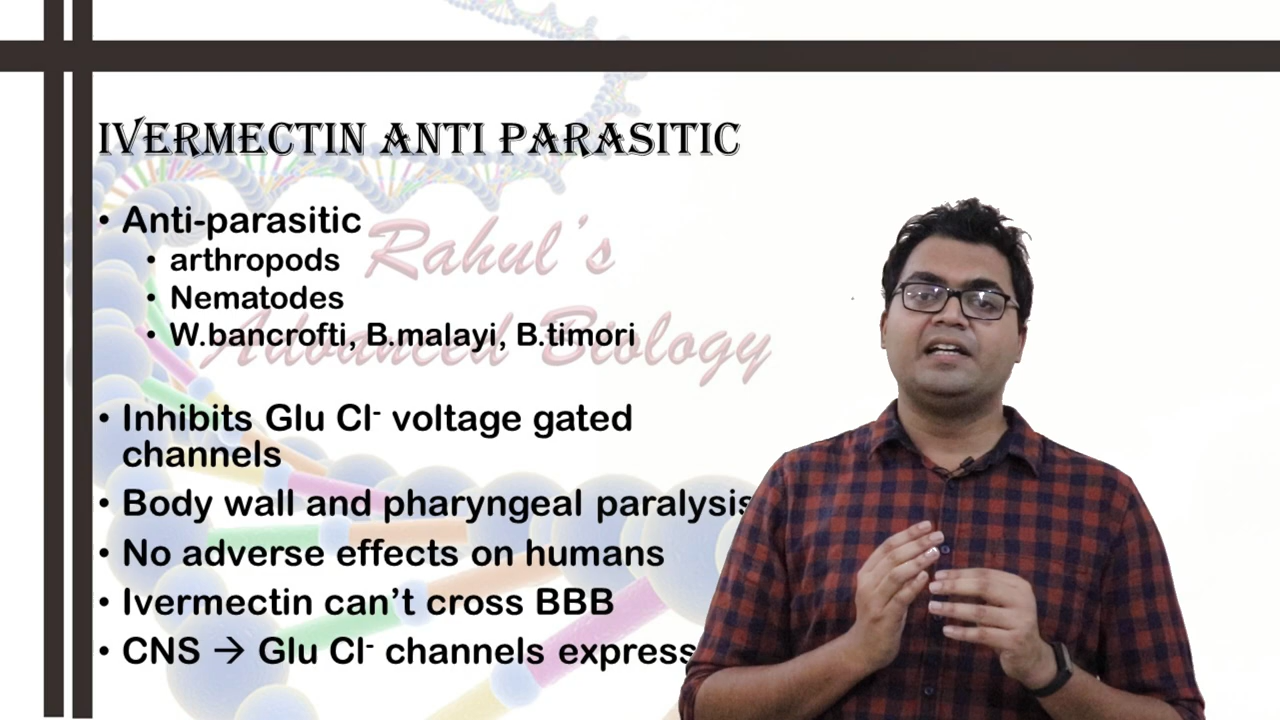 IVERMECTIN ANTI PARASITIC
• Anti-parasitic
• arthropods
• Nematodes
• W.bancrofti, B.malayi, B.timori
Rahul's
Advanced Biology
• Inhibits Glu Cl⁻ voltage gated
channels
• Body wall and pharyngeal paralysis
• No adverse effects on humans
• Ivermectin can't cross BBB
• CNS → Glu Cl⁻ channels express